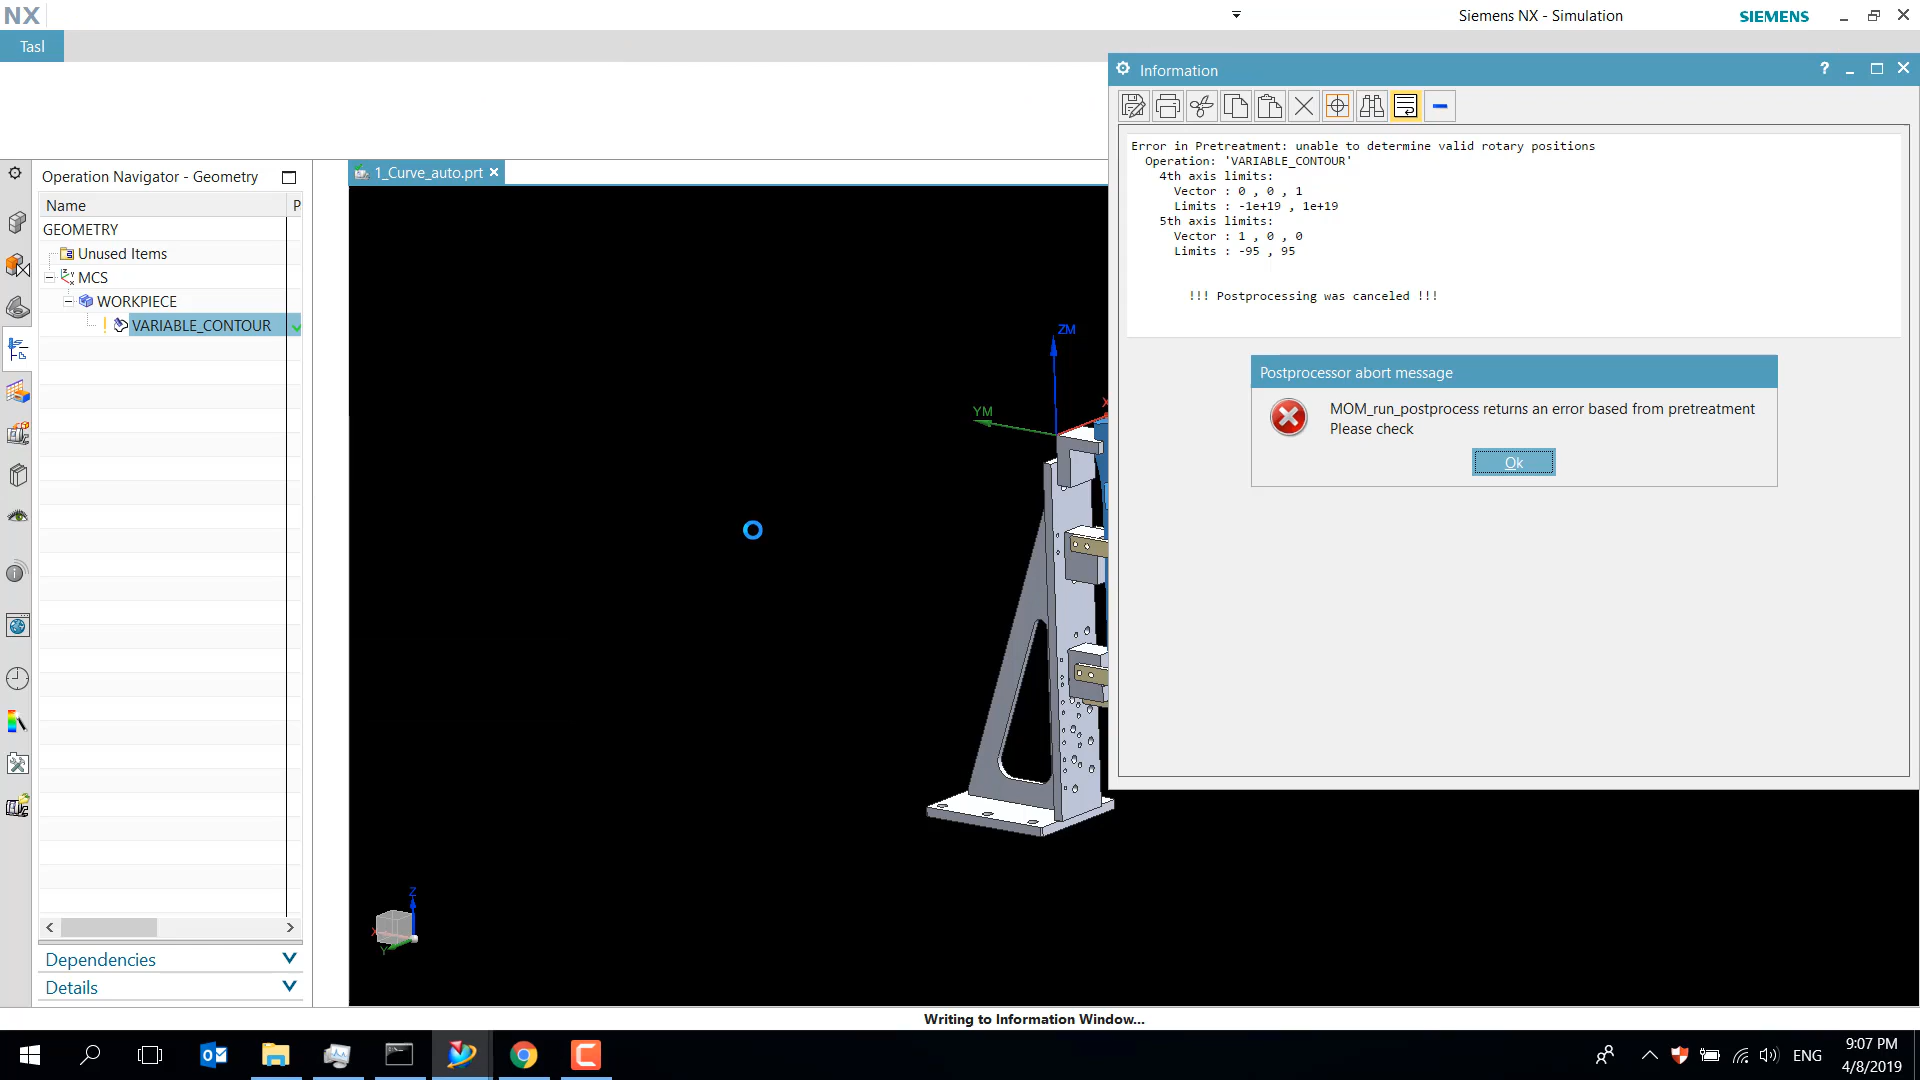 NX
Siemens NX - Simulation
SIEMENS
Tasl
Information
?
Error in Pretreatment: unable to determine valid rotary positions
Operation: 'VARIABLE_CONTOUR'
4th axis limits:
Vector : 0 , 0 , 1
Limits : -1e+19 , 1e+19
5th axis limits:
Vector : 1 , 0 , 0
Limits : -95 , 95
!!! Postprocessing was canceled !!!
Postprocessor abort message
MOM_run_postprocess returns an error based from pretreatment
Please check
Ok
Operation Navigator - Geometry
Name P
GEOMETRY
Unused Items
MCS
WORKPIECE
VARIABLE_CONTOUR
Dependencies
Details
1_Curve_auto.prt
ZM
YM
X
Z
X
Y
Writing to Information Window...
ENG
9:07 PM
4/8/2019